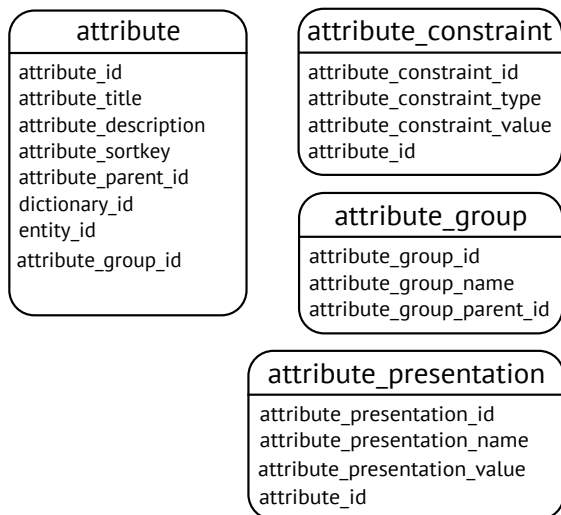 attribute
attribute_id
attribute_title
attribute_description
attribute_sortkey
attribute_parent_id
dictionary_id
entity_id
attribute_group_id
attribute_constraint
attribute_constraint_id
attribute_constraint_type
attribute_constraint_value
attribute_id
attribute_group
attribute_group_id
attribute_group_name
attribute_group_parent_id
attribute_presentation
attribute_presentation_id
attribute_presentation_name
attribute_presentation_value
attribute_id